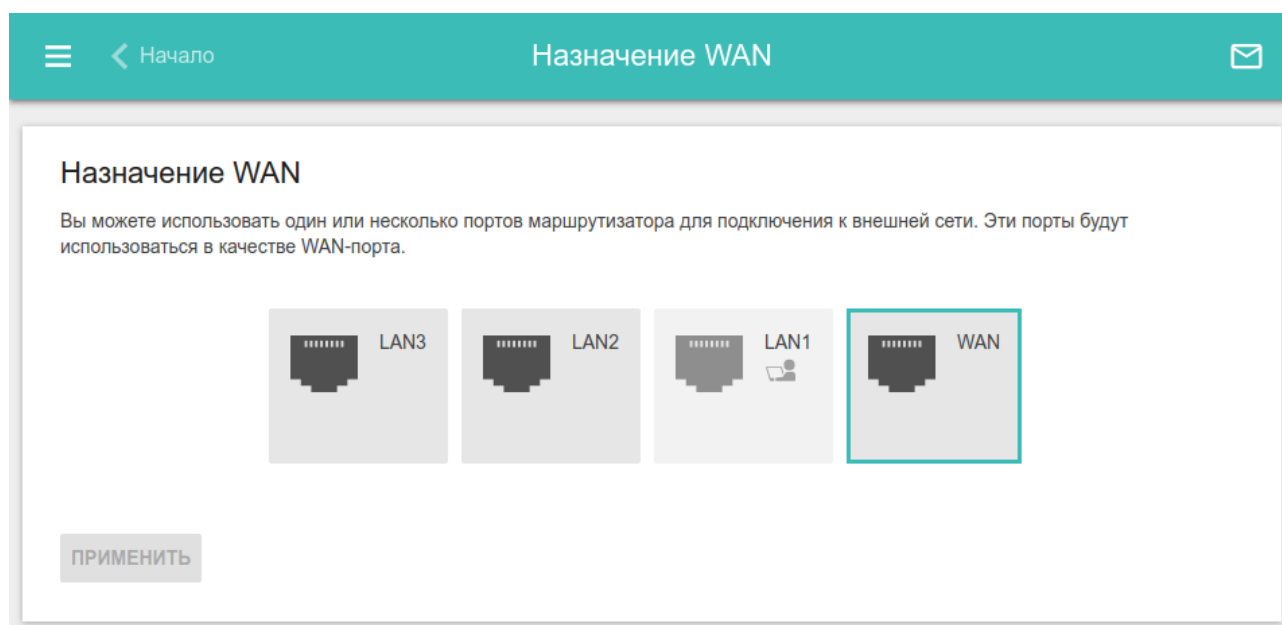 Начало
Назначение WAN
Назначение WAN
Вы можете использовать один или несколько портов маршрутизатора для подключения к внешней сети. Эти порты будут
использоваться в качестве WAN-порта.
LAN3 LAN2 LAN1 WAN
ПРИМЕНИТЬ